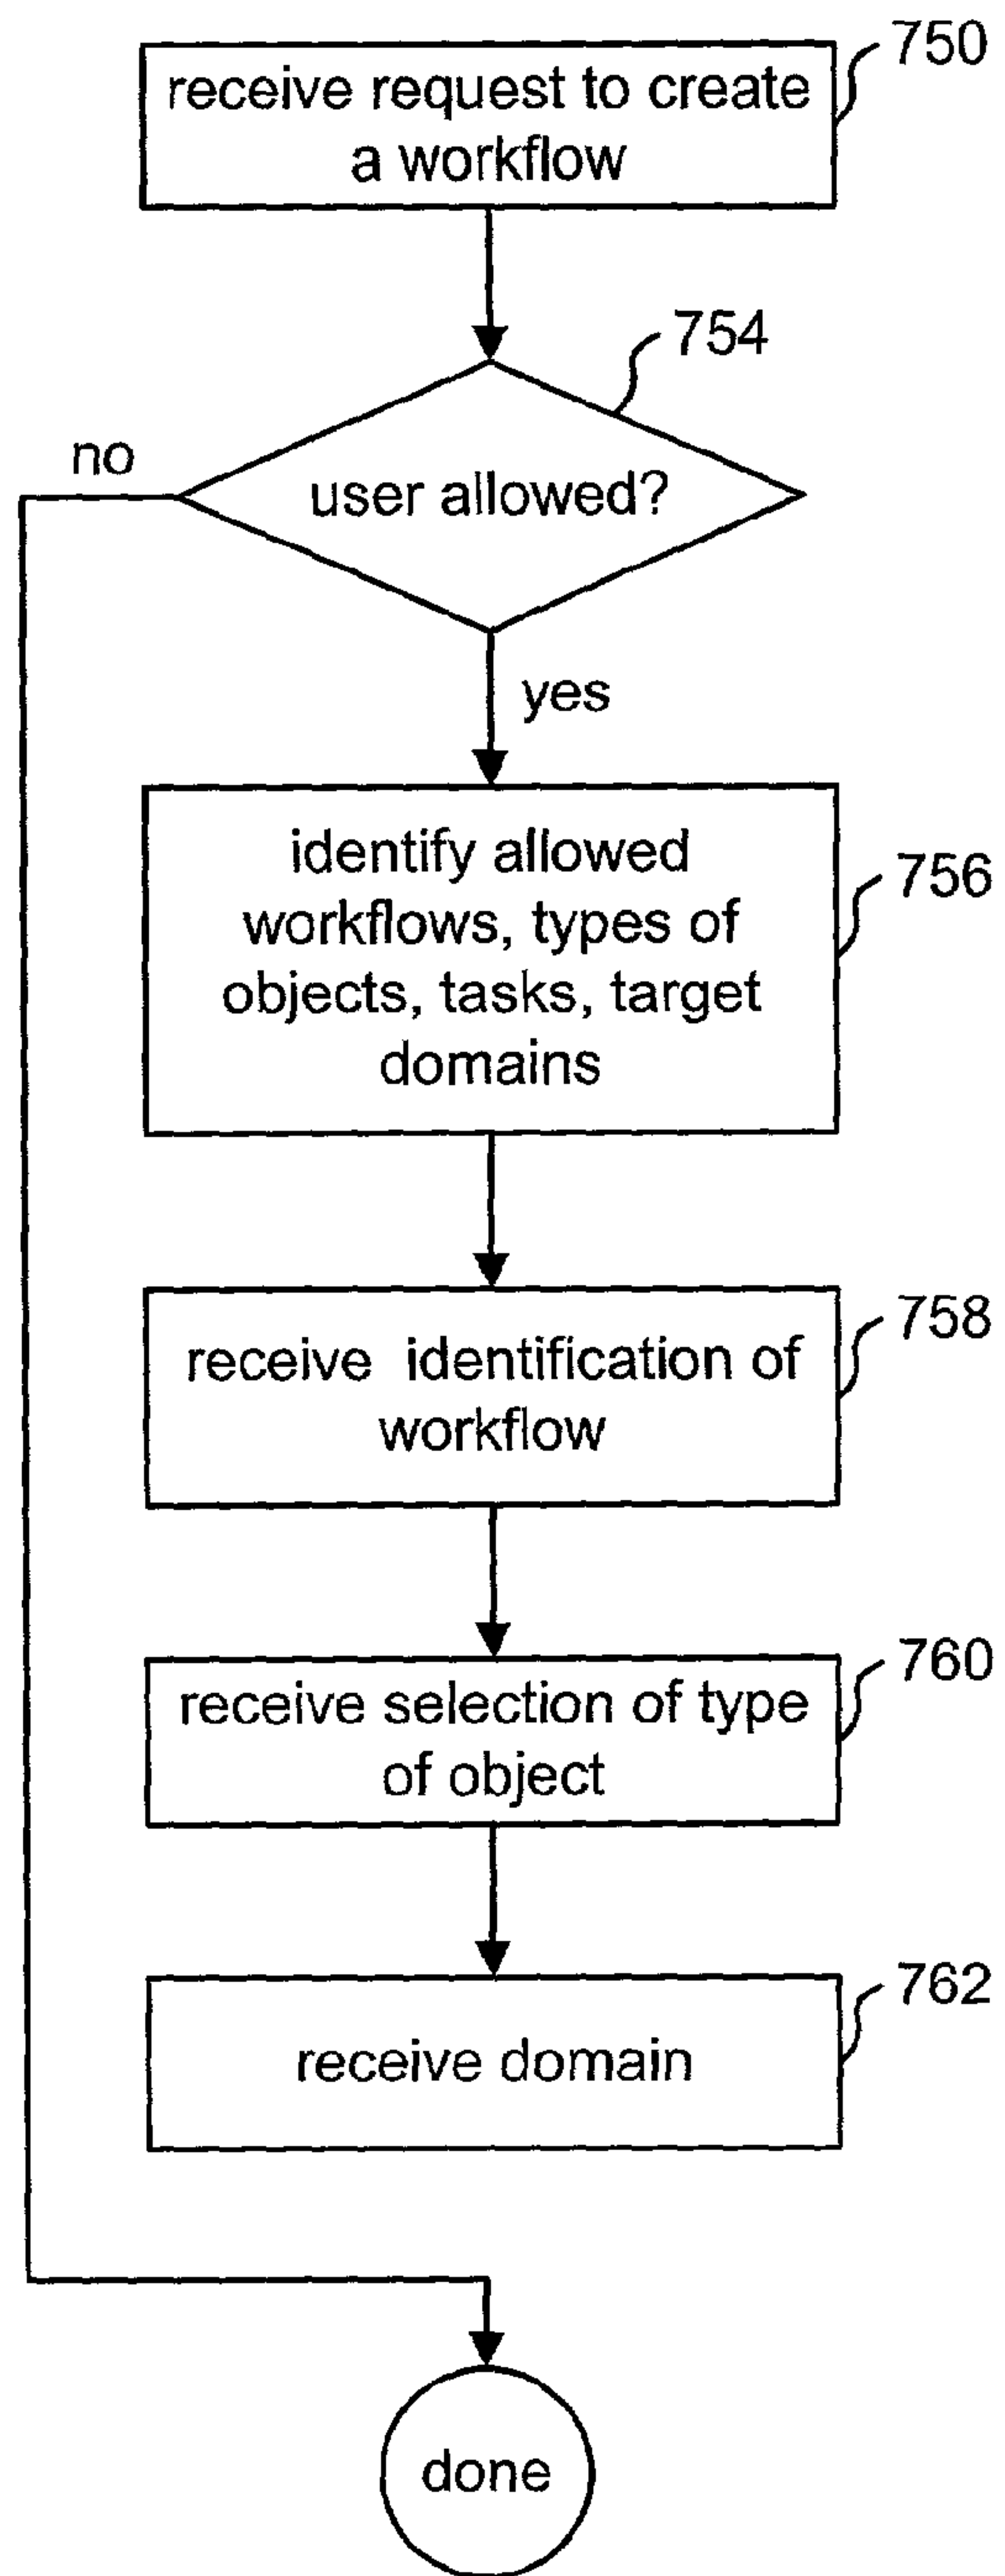 750
receive request to create
a workflow
754
no
user allowed?
yes
756
identify allowed
workflows, types of
objects, tasks, target
domains
758
receive identification of
workflow
760
receive selection of type
of object
762
receive domain
done